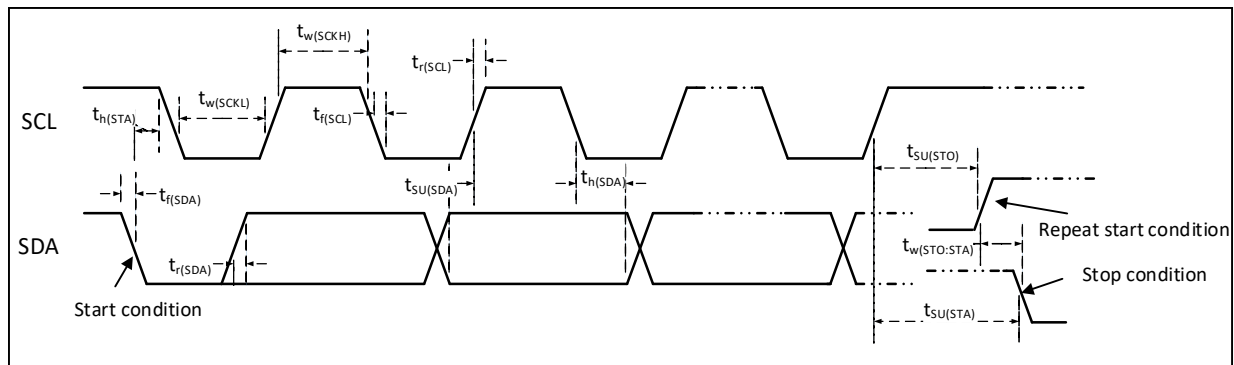 tw(SCKH)
tr(SCL)
SCL
th(STA)
tw(SCKL)
tf(SCL)
tSU(STO)
tf(SDA)
tSU(SDA)
th(SDA)
SDA
tr(SDA)
tw(STO:STA)
Repeat start condition
Start condition
Stop condition
tSU(STA)